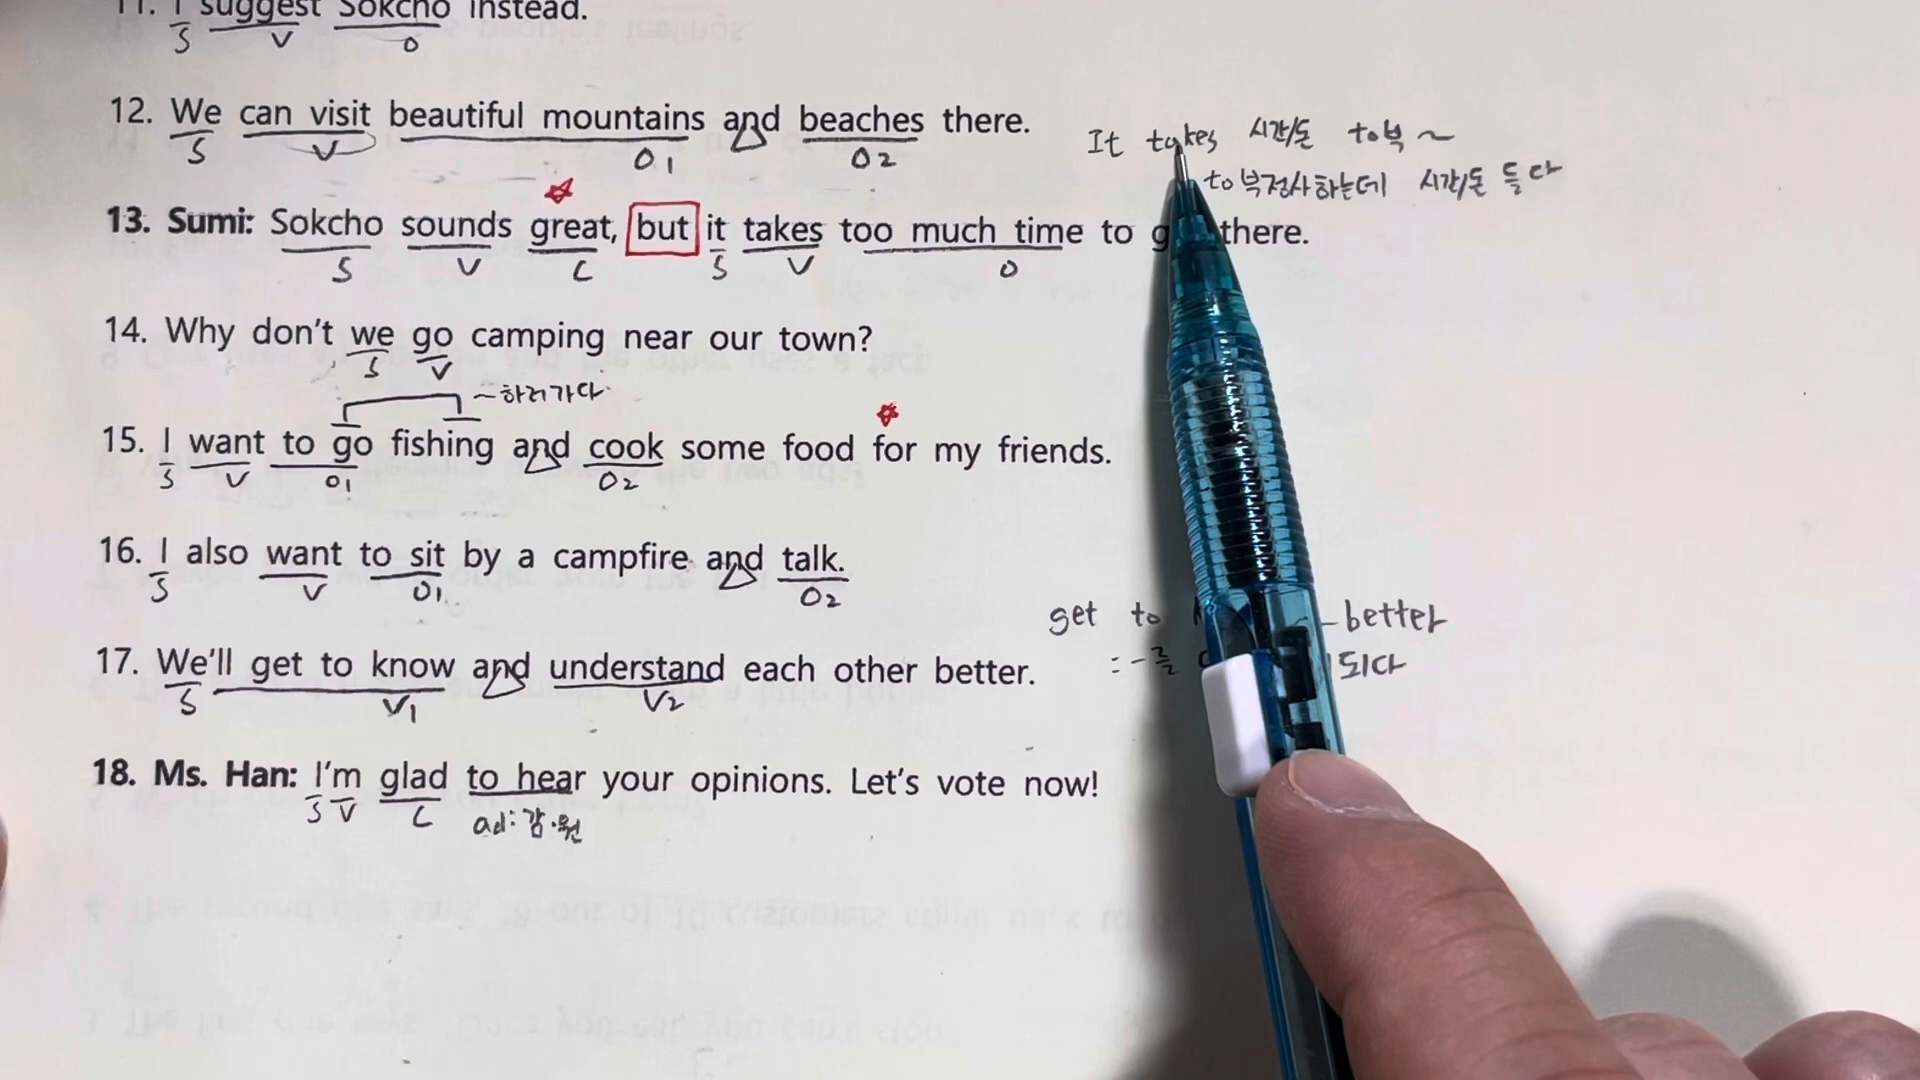 11. I suggest Sokcho instead.
S V O
12. We can visit beautiful mountains and beaches there.
S V O1 O2
It takes 시간/돈 to부 ~
to부정사하는데 시간/돈 들다
13. Sumi: Sokcho sounds great, but it takes too much time to there.
S V C S V O
14. Why don't we go camping near our town?
S V
~하러가다
15. I want to go fishing and cook some food for my friends.
S V O1 O2
16. I also want to sit by a campfire and talk.
S V O1 O2
get to better
: ~를 되다
17. We'll get to know and understand each other better.
S V1 V2
18. Ms. Han: I'm glad to hear your opinions. Let's vote now!
S V C ad:감·원